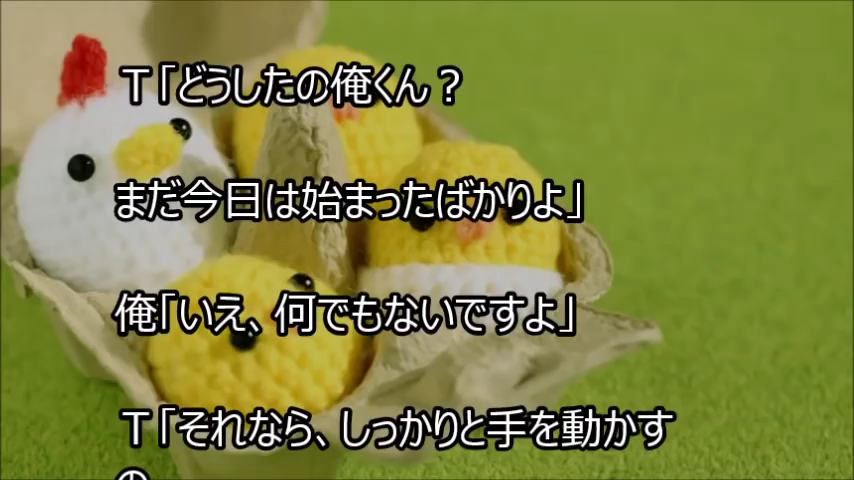 T「どうしたの俺くん？
まだ今日は始まったばかりよ」
俺「いえ、何でもないですよ」
T「それなら、しっかりと手を動かす
の